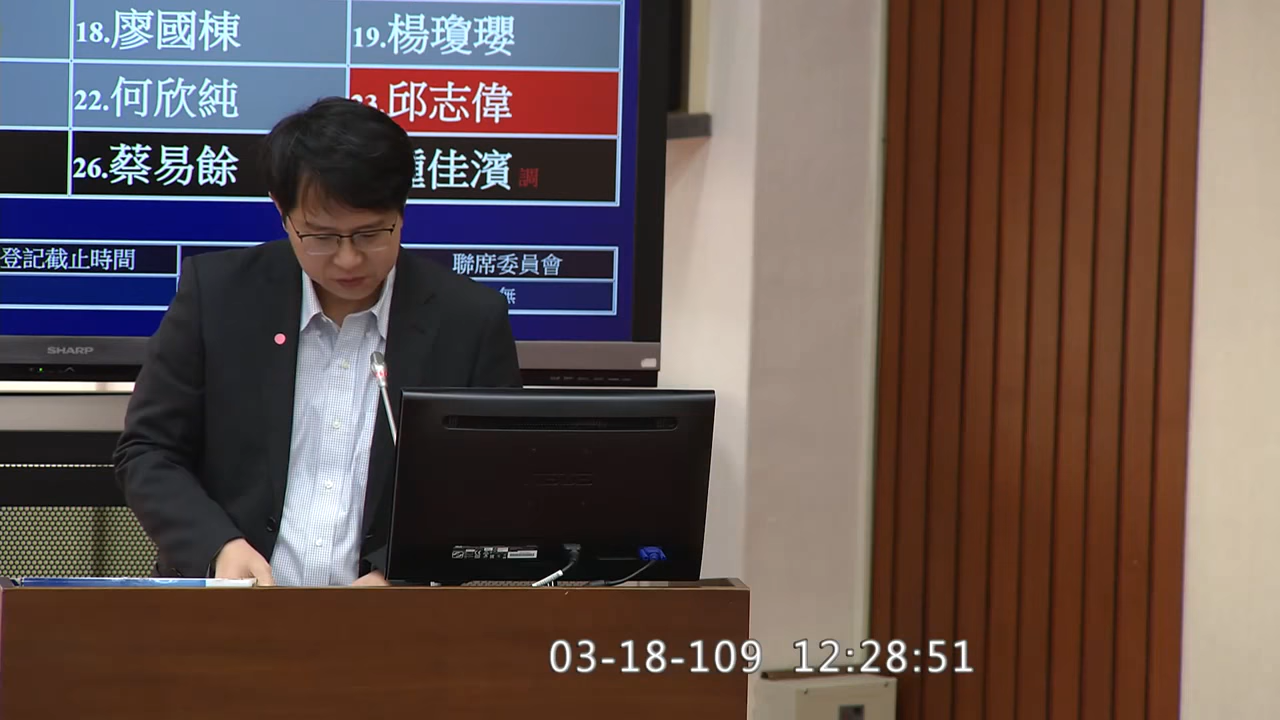 18.廖國棟 19.楊瓊瓔
22.何欣純 23.邱志偉
26.蔡易餘 鍾佳濱 調
登記截止時間 聯席委員會
無
SHARP
03-18-109 12:28:51